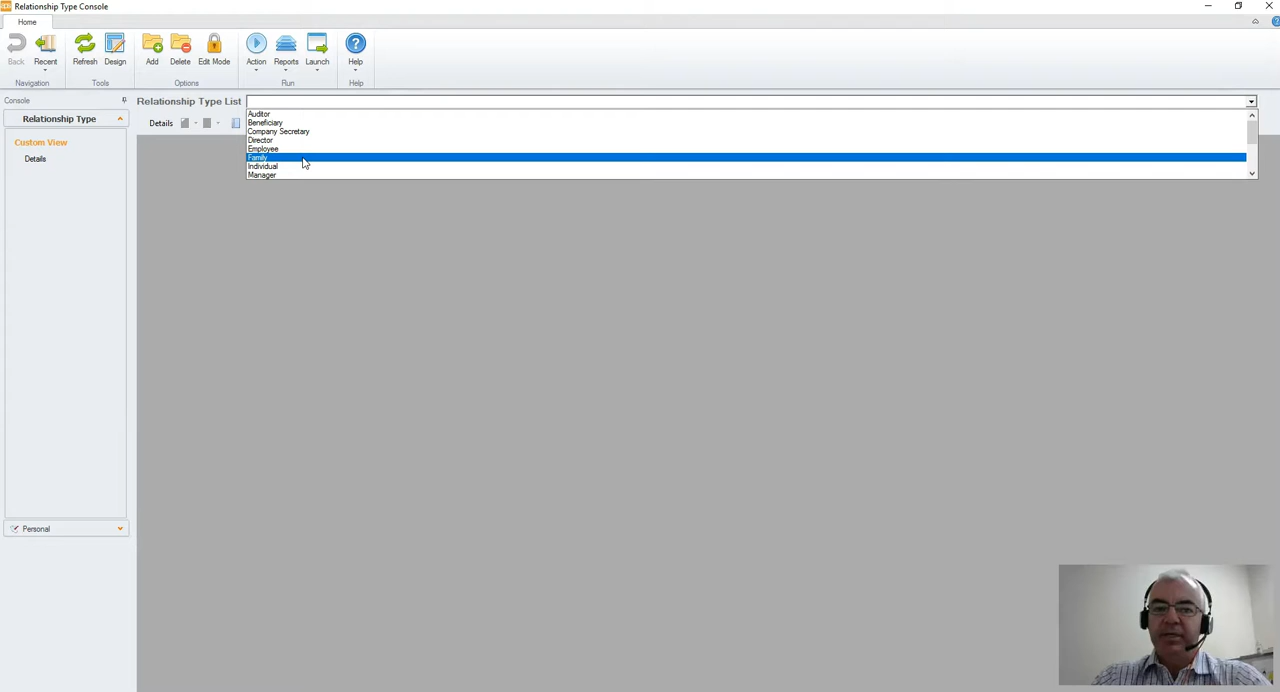 Relationship Type Console
Home
Back
Recent
Refresh
Design
Add
Delete
Edit Mode
Action
Reports
Launch
Help
Navigation
Tools
Options
Run
Help
Console
Relationship Type
Custom View
Details
Personal
Relationship Type List
Details
Auditor
Beneficiary
Company Secretary
Director
Employee
Family
Individual
Manager